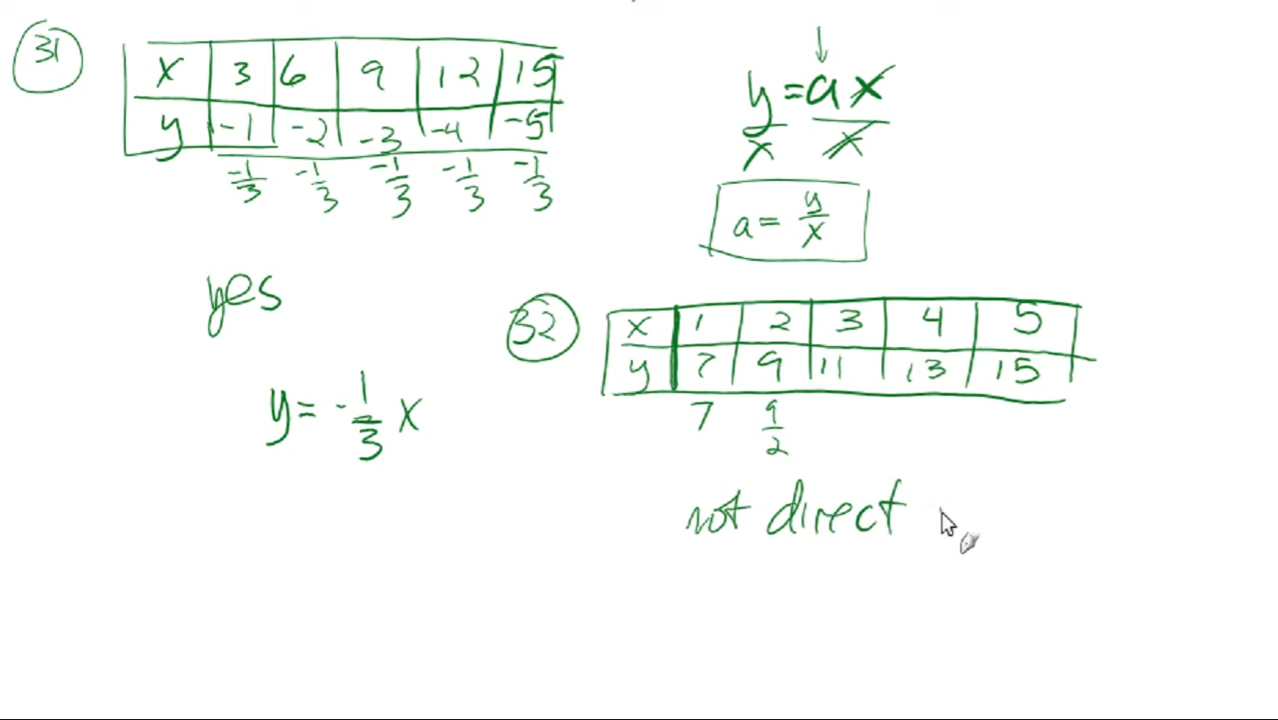 31
x 3 6 9 12 15
y -1 -2 -3 -4 -5
-1/3 -1/3 -1/3 -1/3 -1/3
yes
y = -1/3 x
y = ax
x x
a = y/x
32
x 1 2 3 4 5
y 7 9 11 13 15
7 9/2
not direct